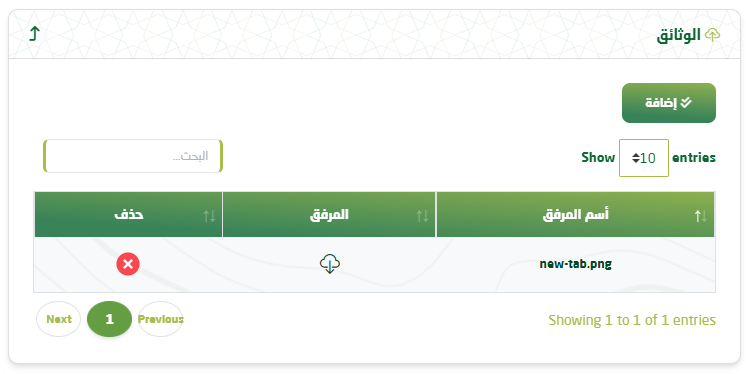 الوثائق
إضافة
Show 10 entries
البحث...
أسم المرفق المرفق حذف
new-tab.png
Showing 1 to 1 of 1 entries
Previous 1 Next